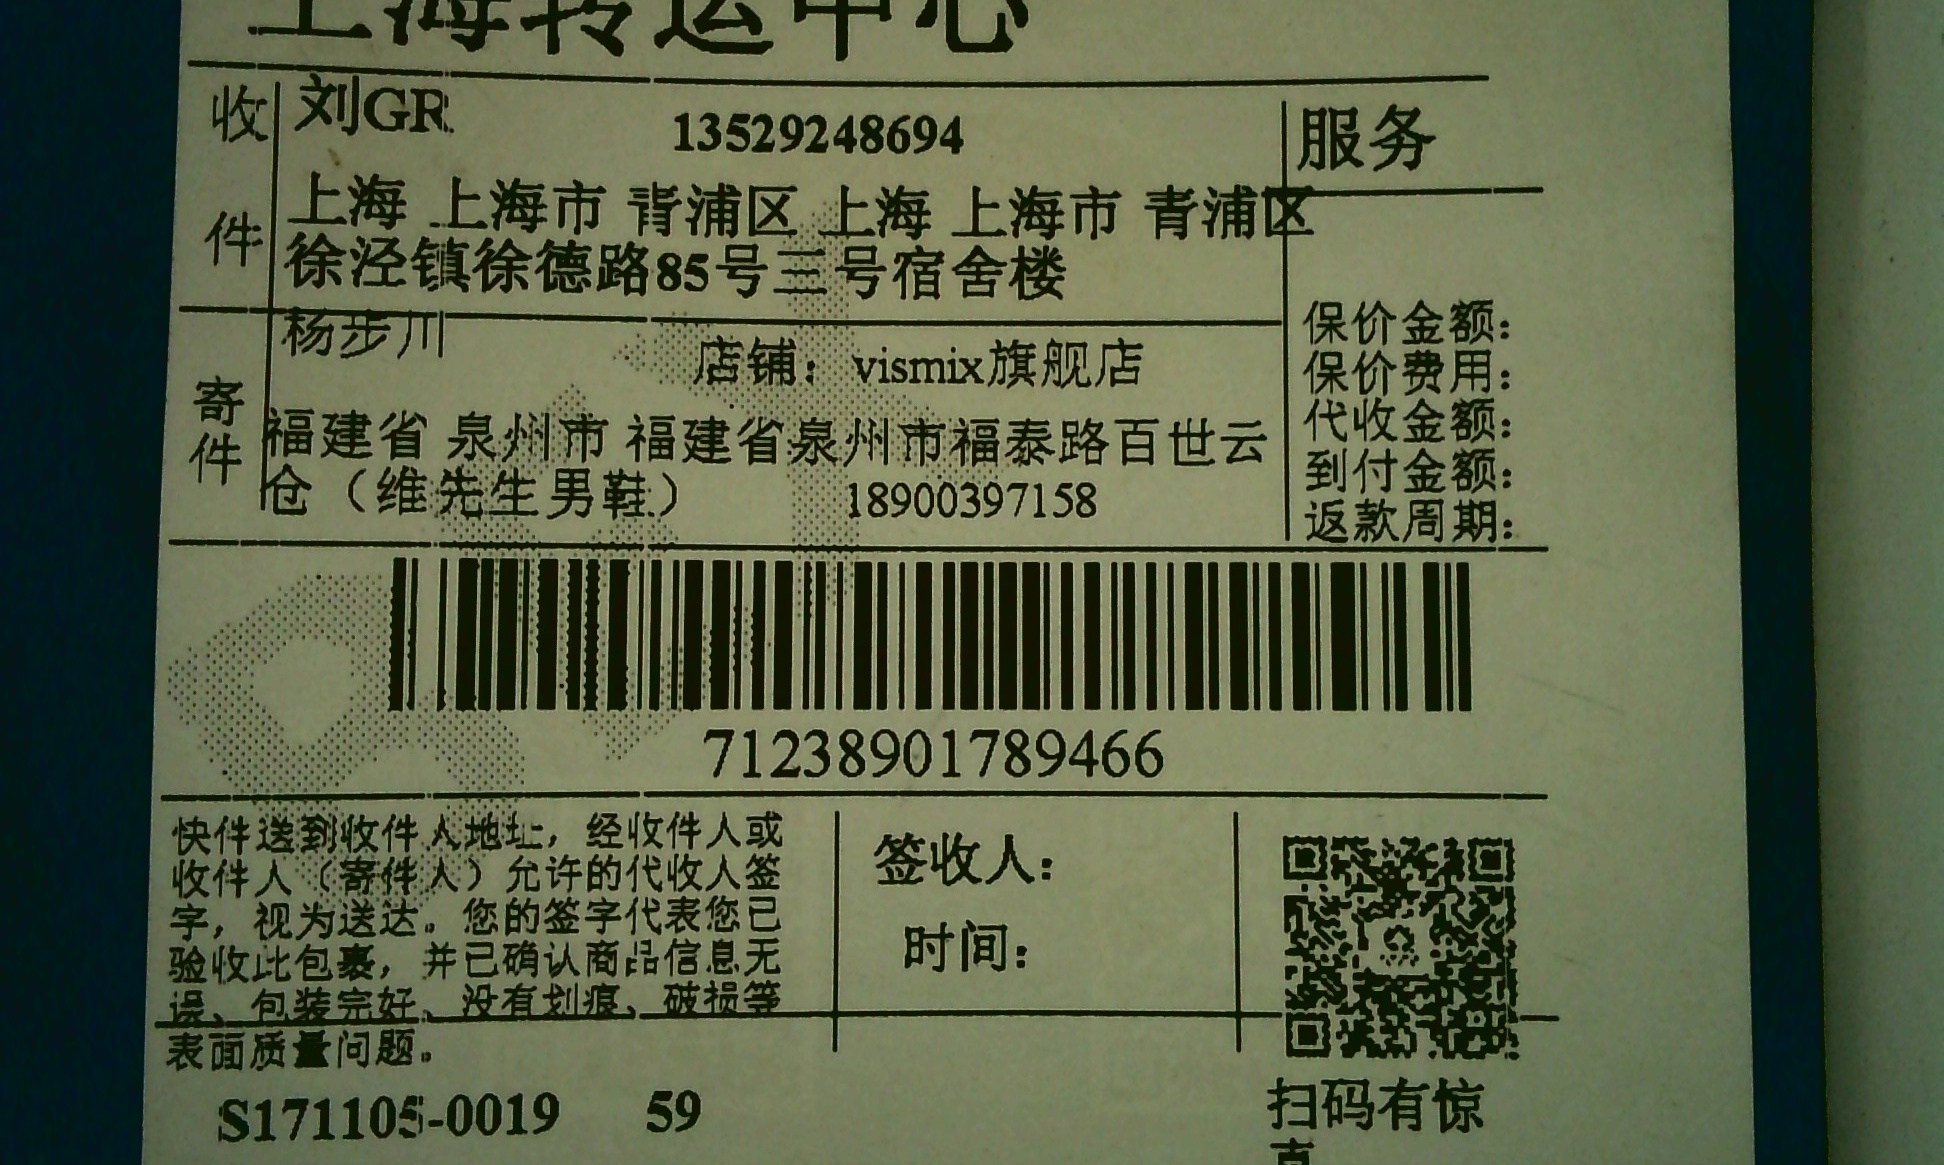 上海转运中心
收件
刘GR
13529248694
服务
上海 上海市 青浦区 上海 上海市 青浦区
徐泾镇徐德路85号三号宿舍楼
寄件
杨步川
店铺：vismix旗舰店
福建省 泉州市 福建省泉州市福泰路百世云
仓（维先生男鞋） 18900397158
保价金额：
保价费用：
代收金额：
到付金额：
返款周期：
71238901789466
快件送到收件人地址，经收件人或
收件人（寄件人）允许的代收人签
字，视为送达。您的签字代表您已
验收此包裹，并已确认商品信息无
误、包装完好、没有划痕、破损等
表面质量问题。
签收人：
时间：
S171105-0019 59
扫码有惊